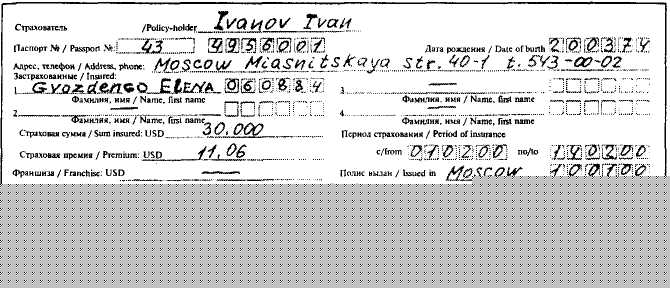 Страхователь /Policy-holder Ivanov Ivan
Паспорт № / Passport №: 43 4956001 Дата рождения / Date of burth 200374
Адрес, телефон / Address, phone: Moscow Miasnitskaya str. 40-1 t. 543-00-02
Застрахованные / Insured:
1 Gvozdenco Elena 060884 3 —
Фамилия, имя / Name, first name Фамилия, имя / Name, first name
2 — 4 —
Фамилия, имя / Name, first name Фамилия, имя / Name, first name
Страховая сумма / Sum insured: USD 30.000 Период страхования / Period of insurance
Страховая премия / Premium: USD 11,06 с/from 010200 по/to 140200
Франшиза / Franchise: USD — Полис выдан / Issued in Moscow 100100